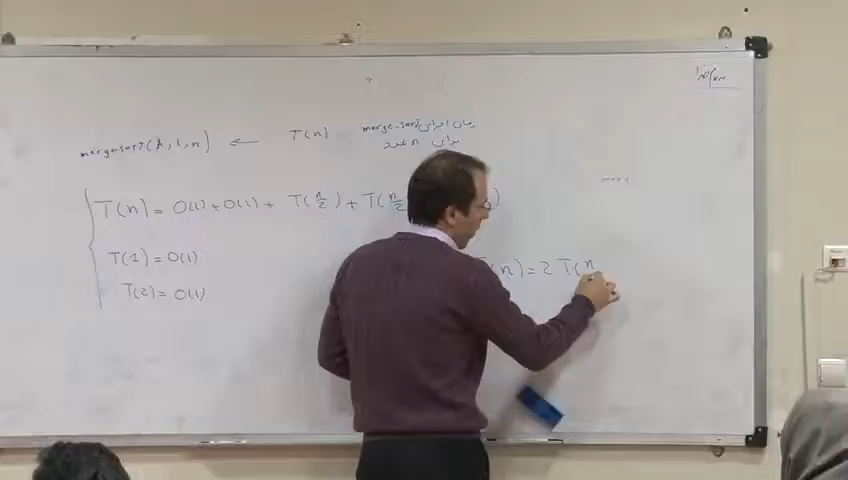 mergesort(A,1,n) ← T(n) زمان اجرای merge-sort
برای n عدد
T(n) = O(1) + O(1) + T(n/2) + T(n/2 )
T(1) = O(1)
T(2) = O(1)
(n) = 2 T(n